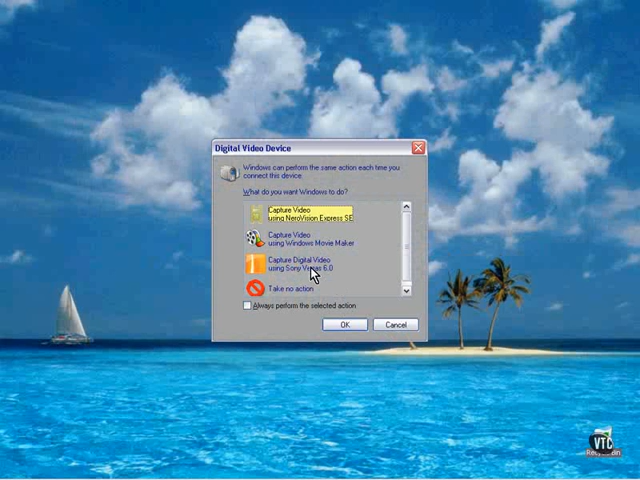 Digital Video Device
Windows can perform the same action each time you
connect this device
What do you want Windows to do?
Capture Video
using NeroVision Express SE
Capture Video
using Windows Movie Maker
Capture Digital Video
using Sony Vegas 6.0
Take no action
Always perform the selected action
OK
Cancel
VTC